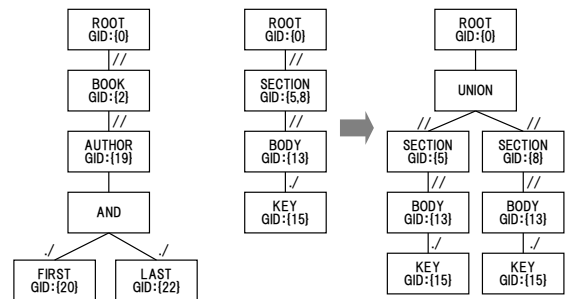 ROOT
GID:{0}
//
BOOK
GID:{2}
//
AUTHOR
GID:{19}
AND
./
./
FIRST
GID:{20}
LAST
GID:{22}
ROOT
GID:{0}
//
SECTION
GID:{5,8}
//
BODY
GID:{13}
./
KEY
GID:{15}
ROOT
GID:{0}
UNION
//
//
SECTION
GID:{5}
SECTION
GID:{8}
//
//
BODY
GID:{13}
BODY
GID:{13}
./
./
KEY
GID:{15}
KEY
GID:{15}